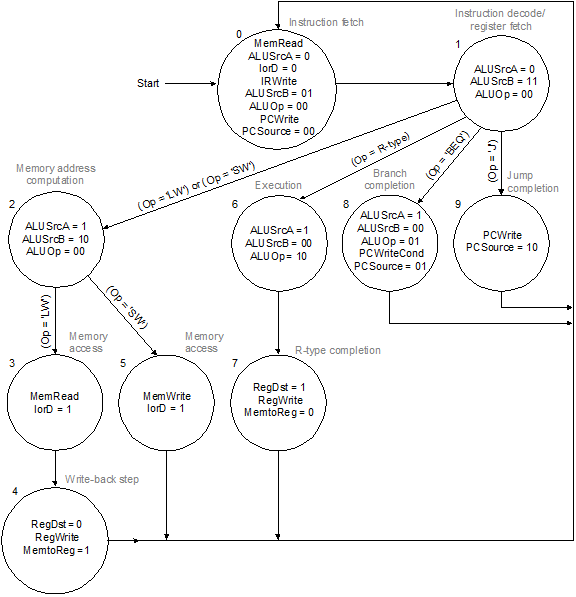 Instruction fetch
0
MemRead
ALUSrcA = 0
IorD = 0
IRWrite
ALUSrcB = 01
ALUOp = 00
PCWrite
PCSource = 00
Start
Instruction decode/
register fetch
1
ALUSrcA = 0
ALUSrcB = 11
ALUOp = 00
(Op = 'LW') or (Op = 'SW')
(Op = R-type)
(Op = 'BEQ')
(Op = 'J')
Memory address
computation
2
ALUSrcA = 1
ALUSrcB = 10
ALUOp = 00
Execution
6
ALUSrcA =1
ALUSrcB = 00
ALUOp= 10
Branch
completion
8
ALUSrcA = 1
ALUSrcB = 00
ALUOp = 01
PCWriteCond
PCSource = 01
Jump
completion
9
PCWrite
PCSource = 10
(Op = 'LW')
(Op = 'SW')
Memory
access
3
MemRead
IorD = 1
Memory
access
5
MemWrite
IorD = 1
R-type completion
7
RegDst = 1
RegWrite
MemtoReg = 0
Write-back step
4
RegDst = 0
RegWrite
MemtoReg =1